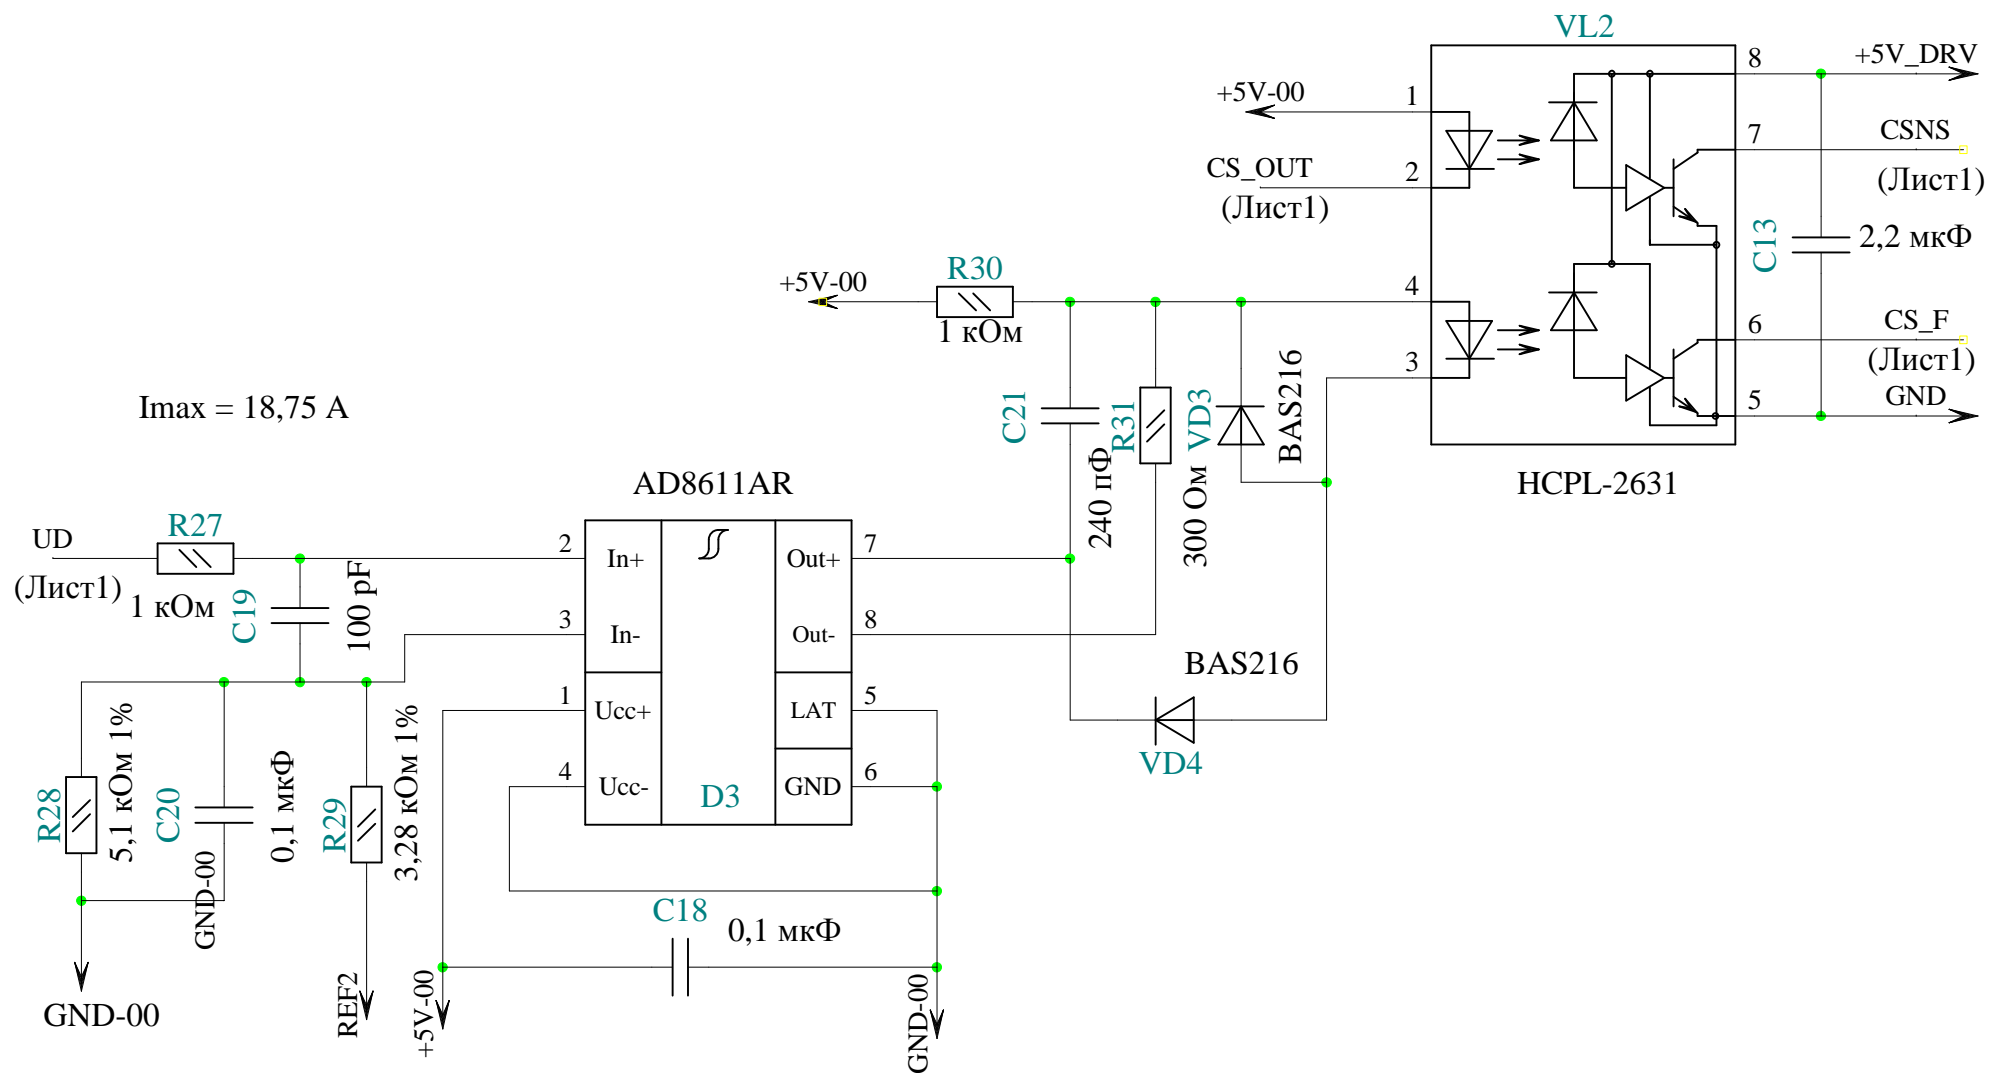 VL2
8
+5V_DRV
+5V-00
1
7
CSNS
CS_OUT
2
(Лист1)
(Лист1)
C13
2,2 мкФ
+5V-00
R30
4
1 кОм
6
CS_F
(Лист1)
3
5
GND
Imax = 18,75 A
C21
240 пФ
R31
300 Ом
VD3
BAS216
AD8611AR
HCPL-2631
UD
(Лист1)
R27
1 кОм
2
In+
Out+
7
C19
100 pF
3
In-
Out-
8
BAS216
VD4
1
Ucc+
LAT
5
4
Ucc-
D3
GND
6
R28
5,1 кОм 1%
C20
0,1 мкФ
GND-00
R29
3,28 кОм 1%
C18
0,1 мкФ
GND-00
REF2
+5V-00
GND-00